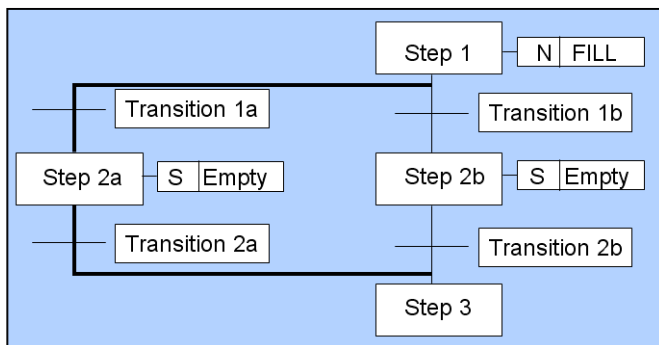 Step 1
N FILL
Transition 1a
Transition 1b
Step 2a
S Empty
Step 2b
S Empty
Transition 2a
Transition 2b
Step 3